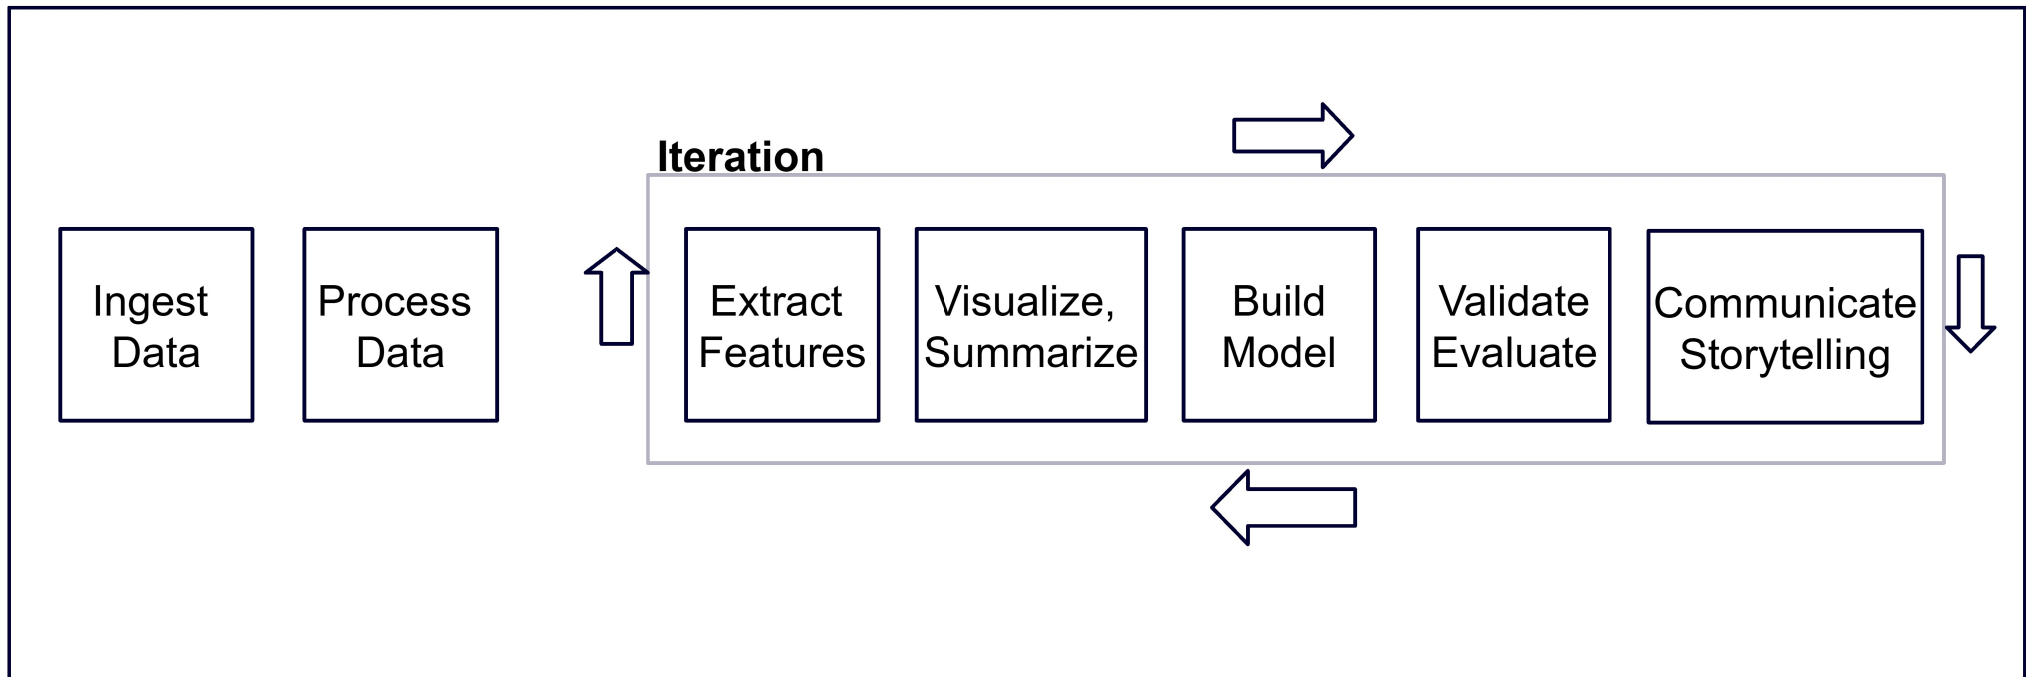 Iteration
Ingest
Data
Process
Data
Extract
Features
Visualize,
Summarize
Build
Model
Validate
Evaluate
Communicate
Storytelling